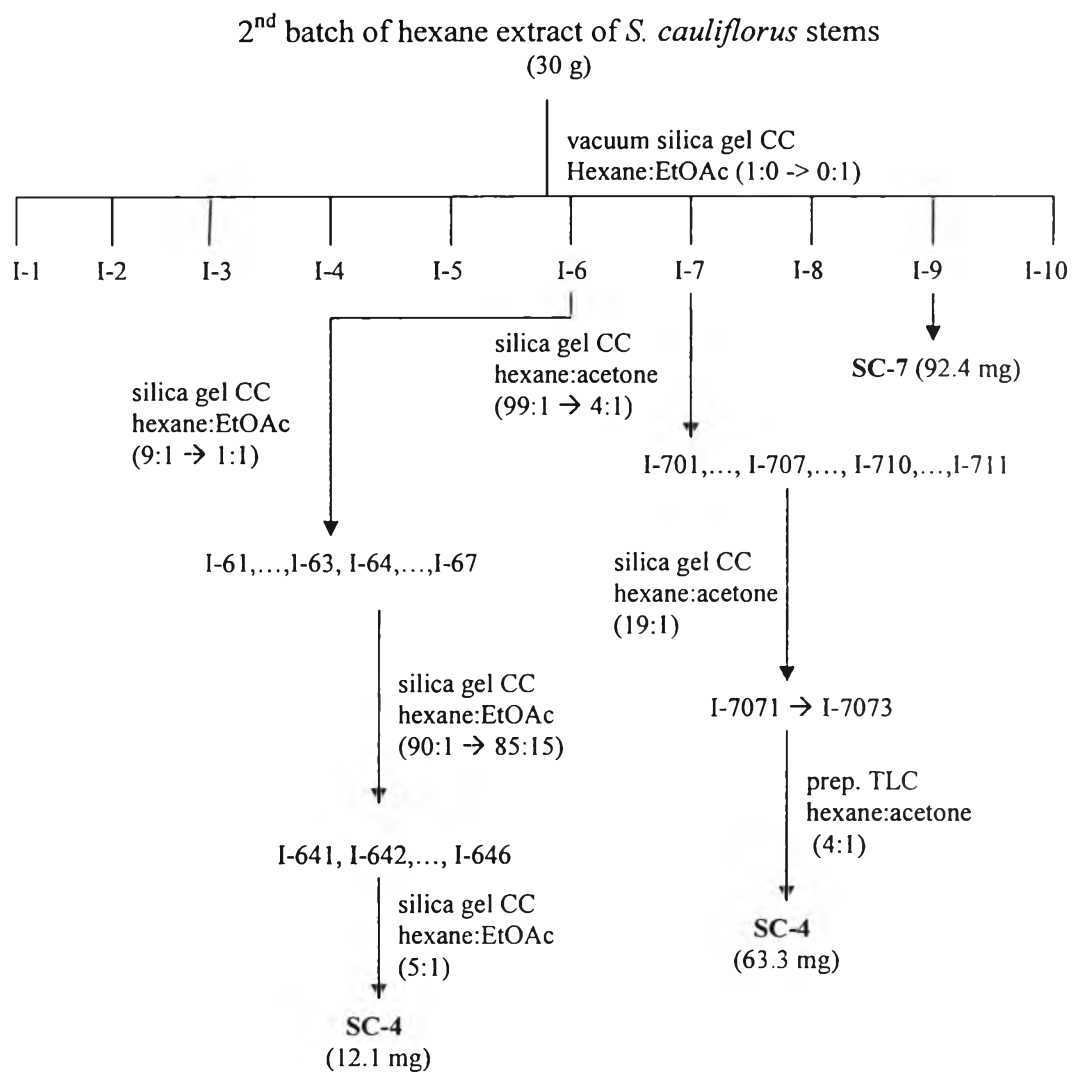 2nd batch of hexane extract of S. cauliflorus stems
(30 g)
vacuum silica gel CC
Hexane:EtOAc (1:0 -> 0:1)
I-1 I-2 I-3 I-4 I-5 I-6 I-7 I-8 I-9 I-10
silica gel CC
hexane:EtOAc
(9:1 → 1:1)
silica gel CC
hexane:acetone
(99:1 → 4:1)
SC-7 (92.4 mg)
I-701,..., I-707,..., I-710,...,I-711
I-61,...,I-63, I-64,...,I-67
silica gel CC
hexane:acetone
(19:1)
silica gel CC
hexane:EtOAc
(90:1 → 85:15)
I-7071 → I-7073
prep. TLC
hexane:acetone
(4:1)
I-641, I-642,..., I-646
silica gel CC
hexane:EtOAc
(5:1)
SC-4
(63.3 mg)
SC-4
(12.1 mg)